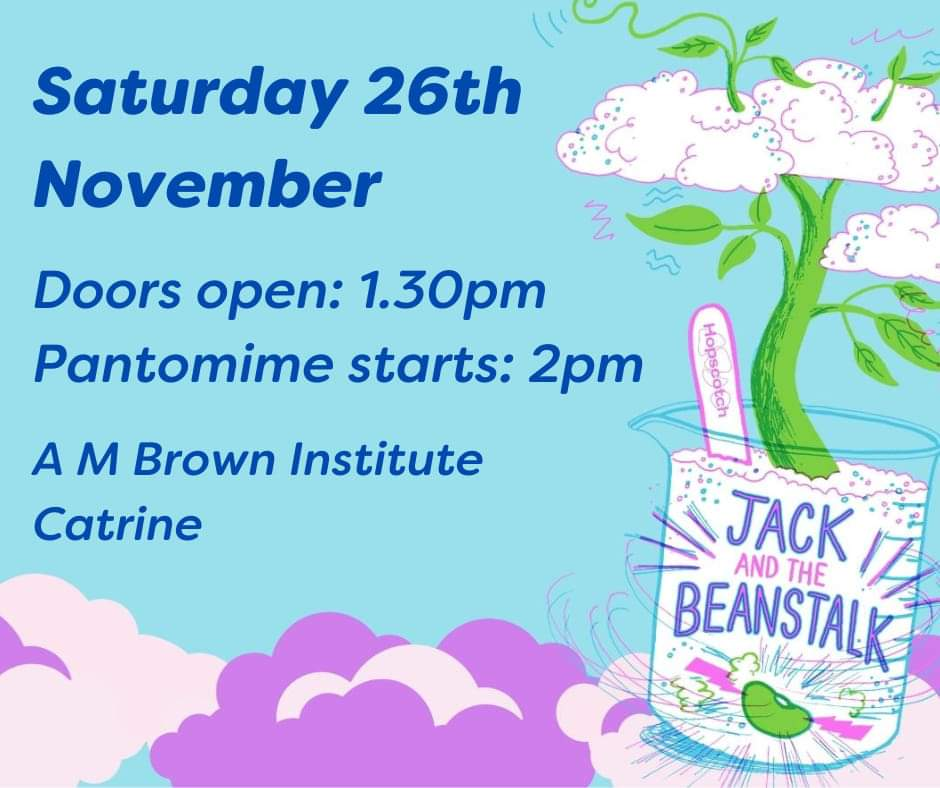 Saturday 26th
November
Doors open: 1.30pm
Pantomime starts: 2pm
A M Brown Institute
Catrine
Hopscotch
JACK
AND THE
BEANSTALK